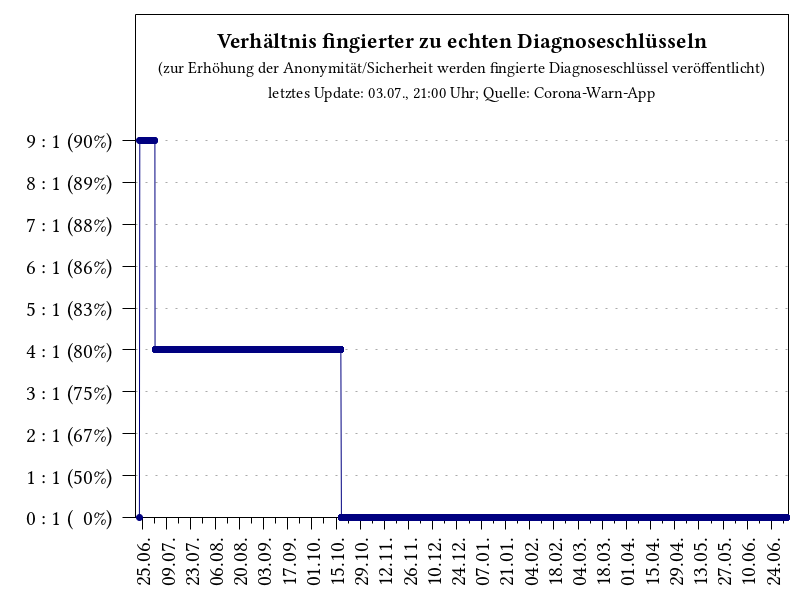 Verhältnis fingierter zu echten Diagnoseschlüsseln
(zur Erhöhung der Anonymität/Sicherheit werden fingierte Diagnoseschlüssel veröffentlicht)
letztes Update: 03.07., 21:00 Uhr; Quelle: Corona-Warn-App
9 : 1 (90%)
8 : 1 (89%)
7 : 1 (88%)
6 : 1 (86%)
5 : 1 (83%)
4 : 1 (80%)
3 : 1 (75%)
2 : 1 (67%)
1 : 1 (50%)
0 : 1 ( 0%)
25.06.
09.07.
23.07.
06.08.
20.08.
03.09.
17.09.
01.10.
15.10.
29.10.
12.11.
26.11.
10.12.
24.12.
07.01.
21.01.
04.02.
18.02.
04.03.
18.03.
01.04.
15.04.
29.04.
13.05.
27.05.
10.06.
24.06.